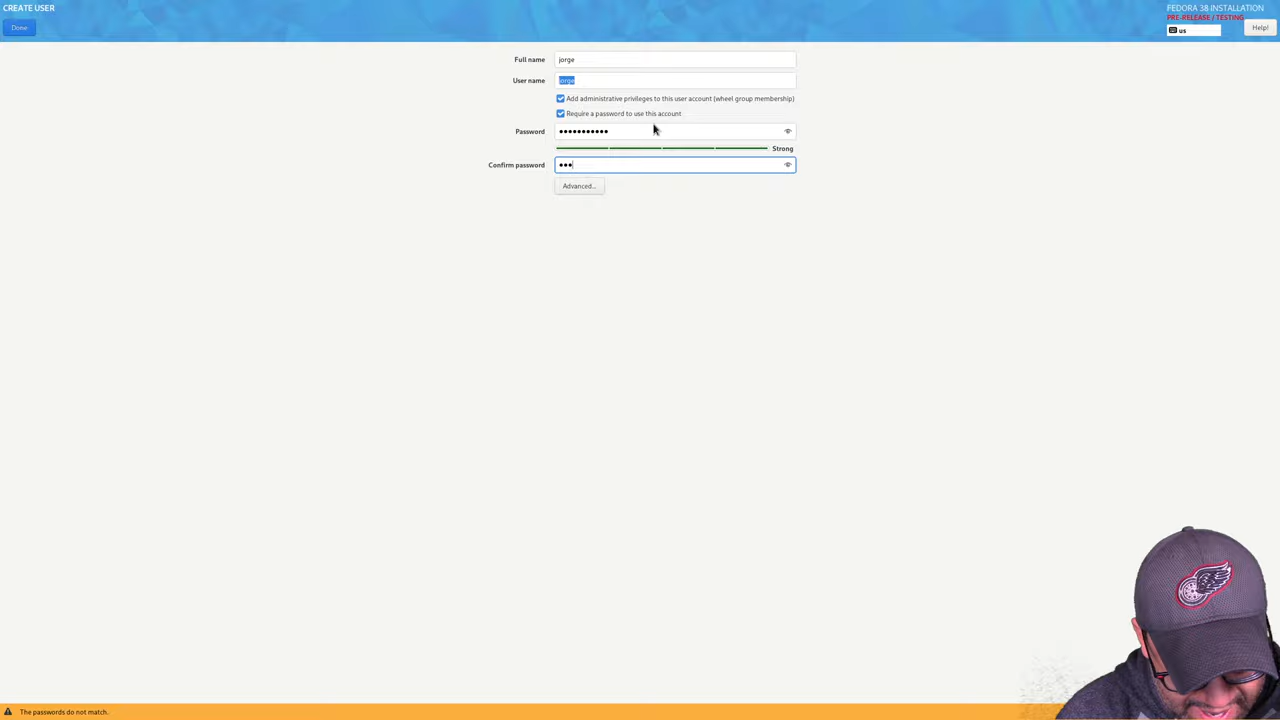 CREATE USER
FEDORA 38 INSTALLATION
PRE-RELEASE / TESTING
Done
us
Help!
Full name
jorge
User name
jorge
Add administrative privileges to this user account (wheel group membership)
Require a password to use this account
Password
•••••••••••
Strong
Confirm password
•••
Advanced...
The passwords do not match.